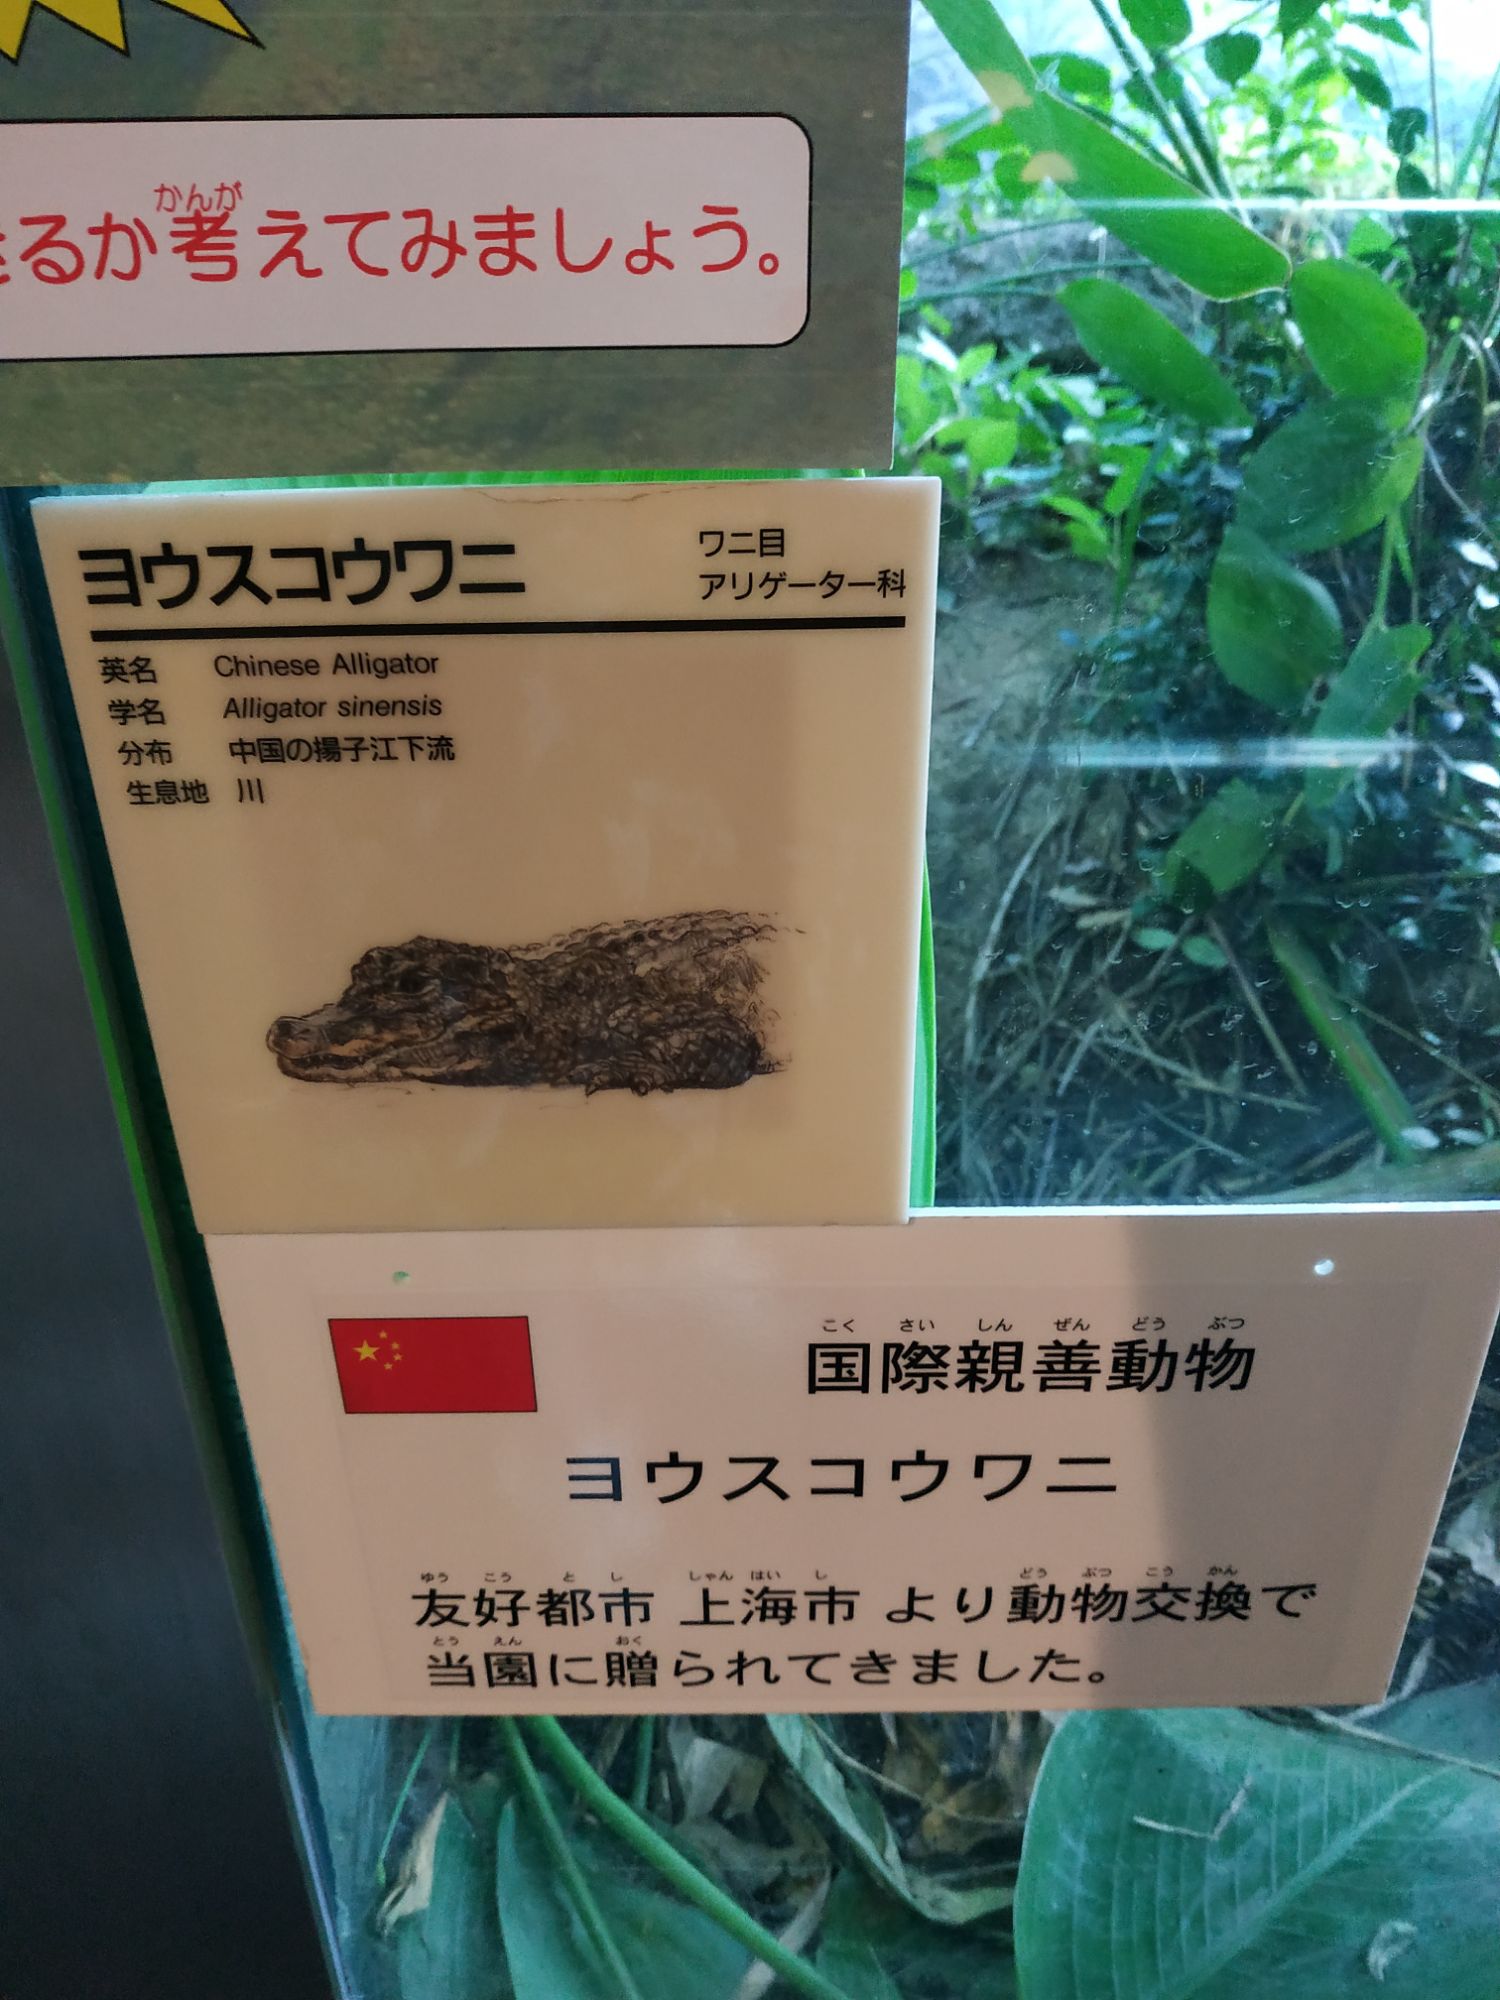 るか考えてみましょう。
かんが
ヨウスコウワニ
ワニ目
アリゲーター科
英名 Chinese Alligator
学名 Alligator sinensis
分布 中国の揚子江下流
生息地 川
こく さい しん ぜん どう ぶつ
国際親善動物
ヨウスコウワニ
ゆう こう と し しゃん はい し どう ぶつ こう かん
友好都市 上海市 より動物交換で
とう えん おく
当園に贈られてきました。